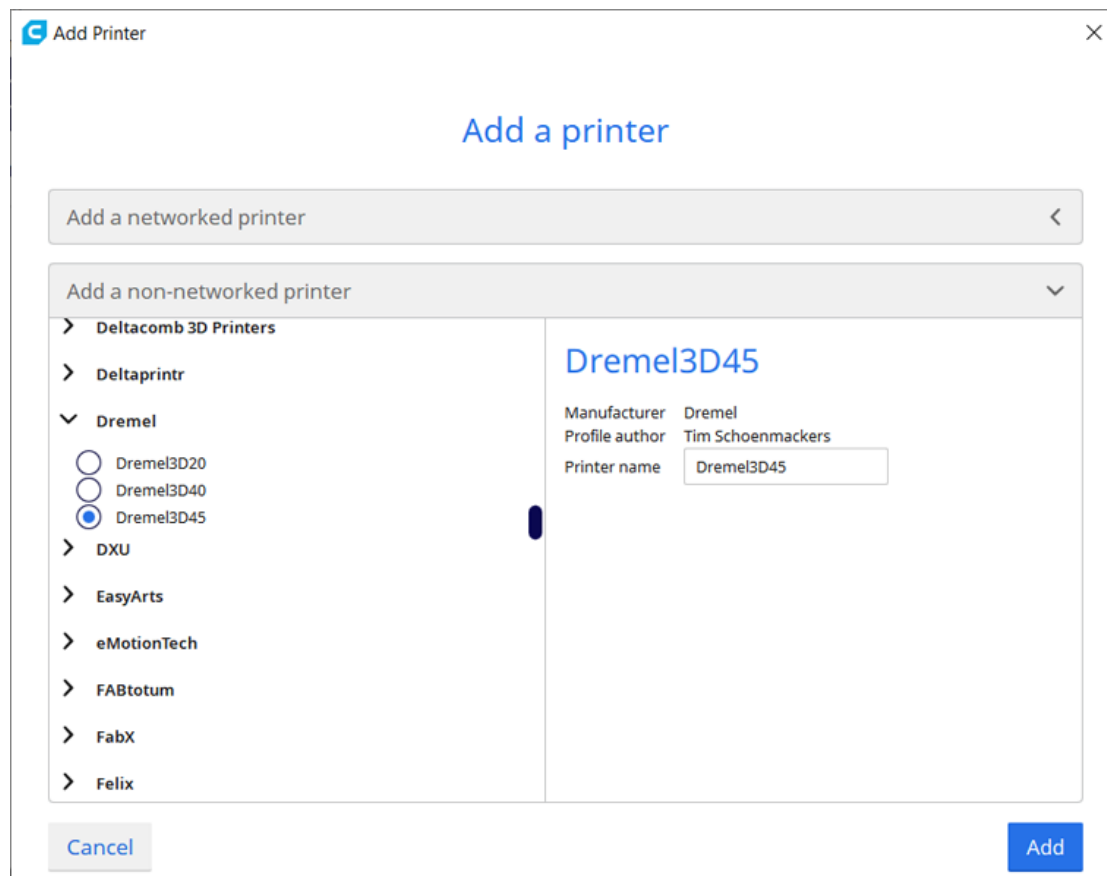 Add Printer
Add a printer
Add a networked printer
Add a non-networked printer
Deltacomb 3D Printers
Deltaprintr
Dremel
Dremel3D20
Dremel3D40
Dremel3D45
DXU
EasyArts
eMotionTech
FABtotum
FabX
Felix
Dremel3D45
Manufacturer Dremel
Profile author Tim Schoenmackers
Printer name Dremel3D45
Cancel
Add